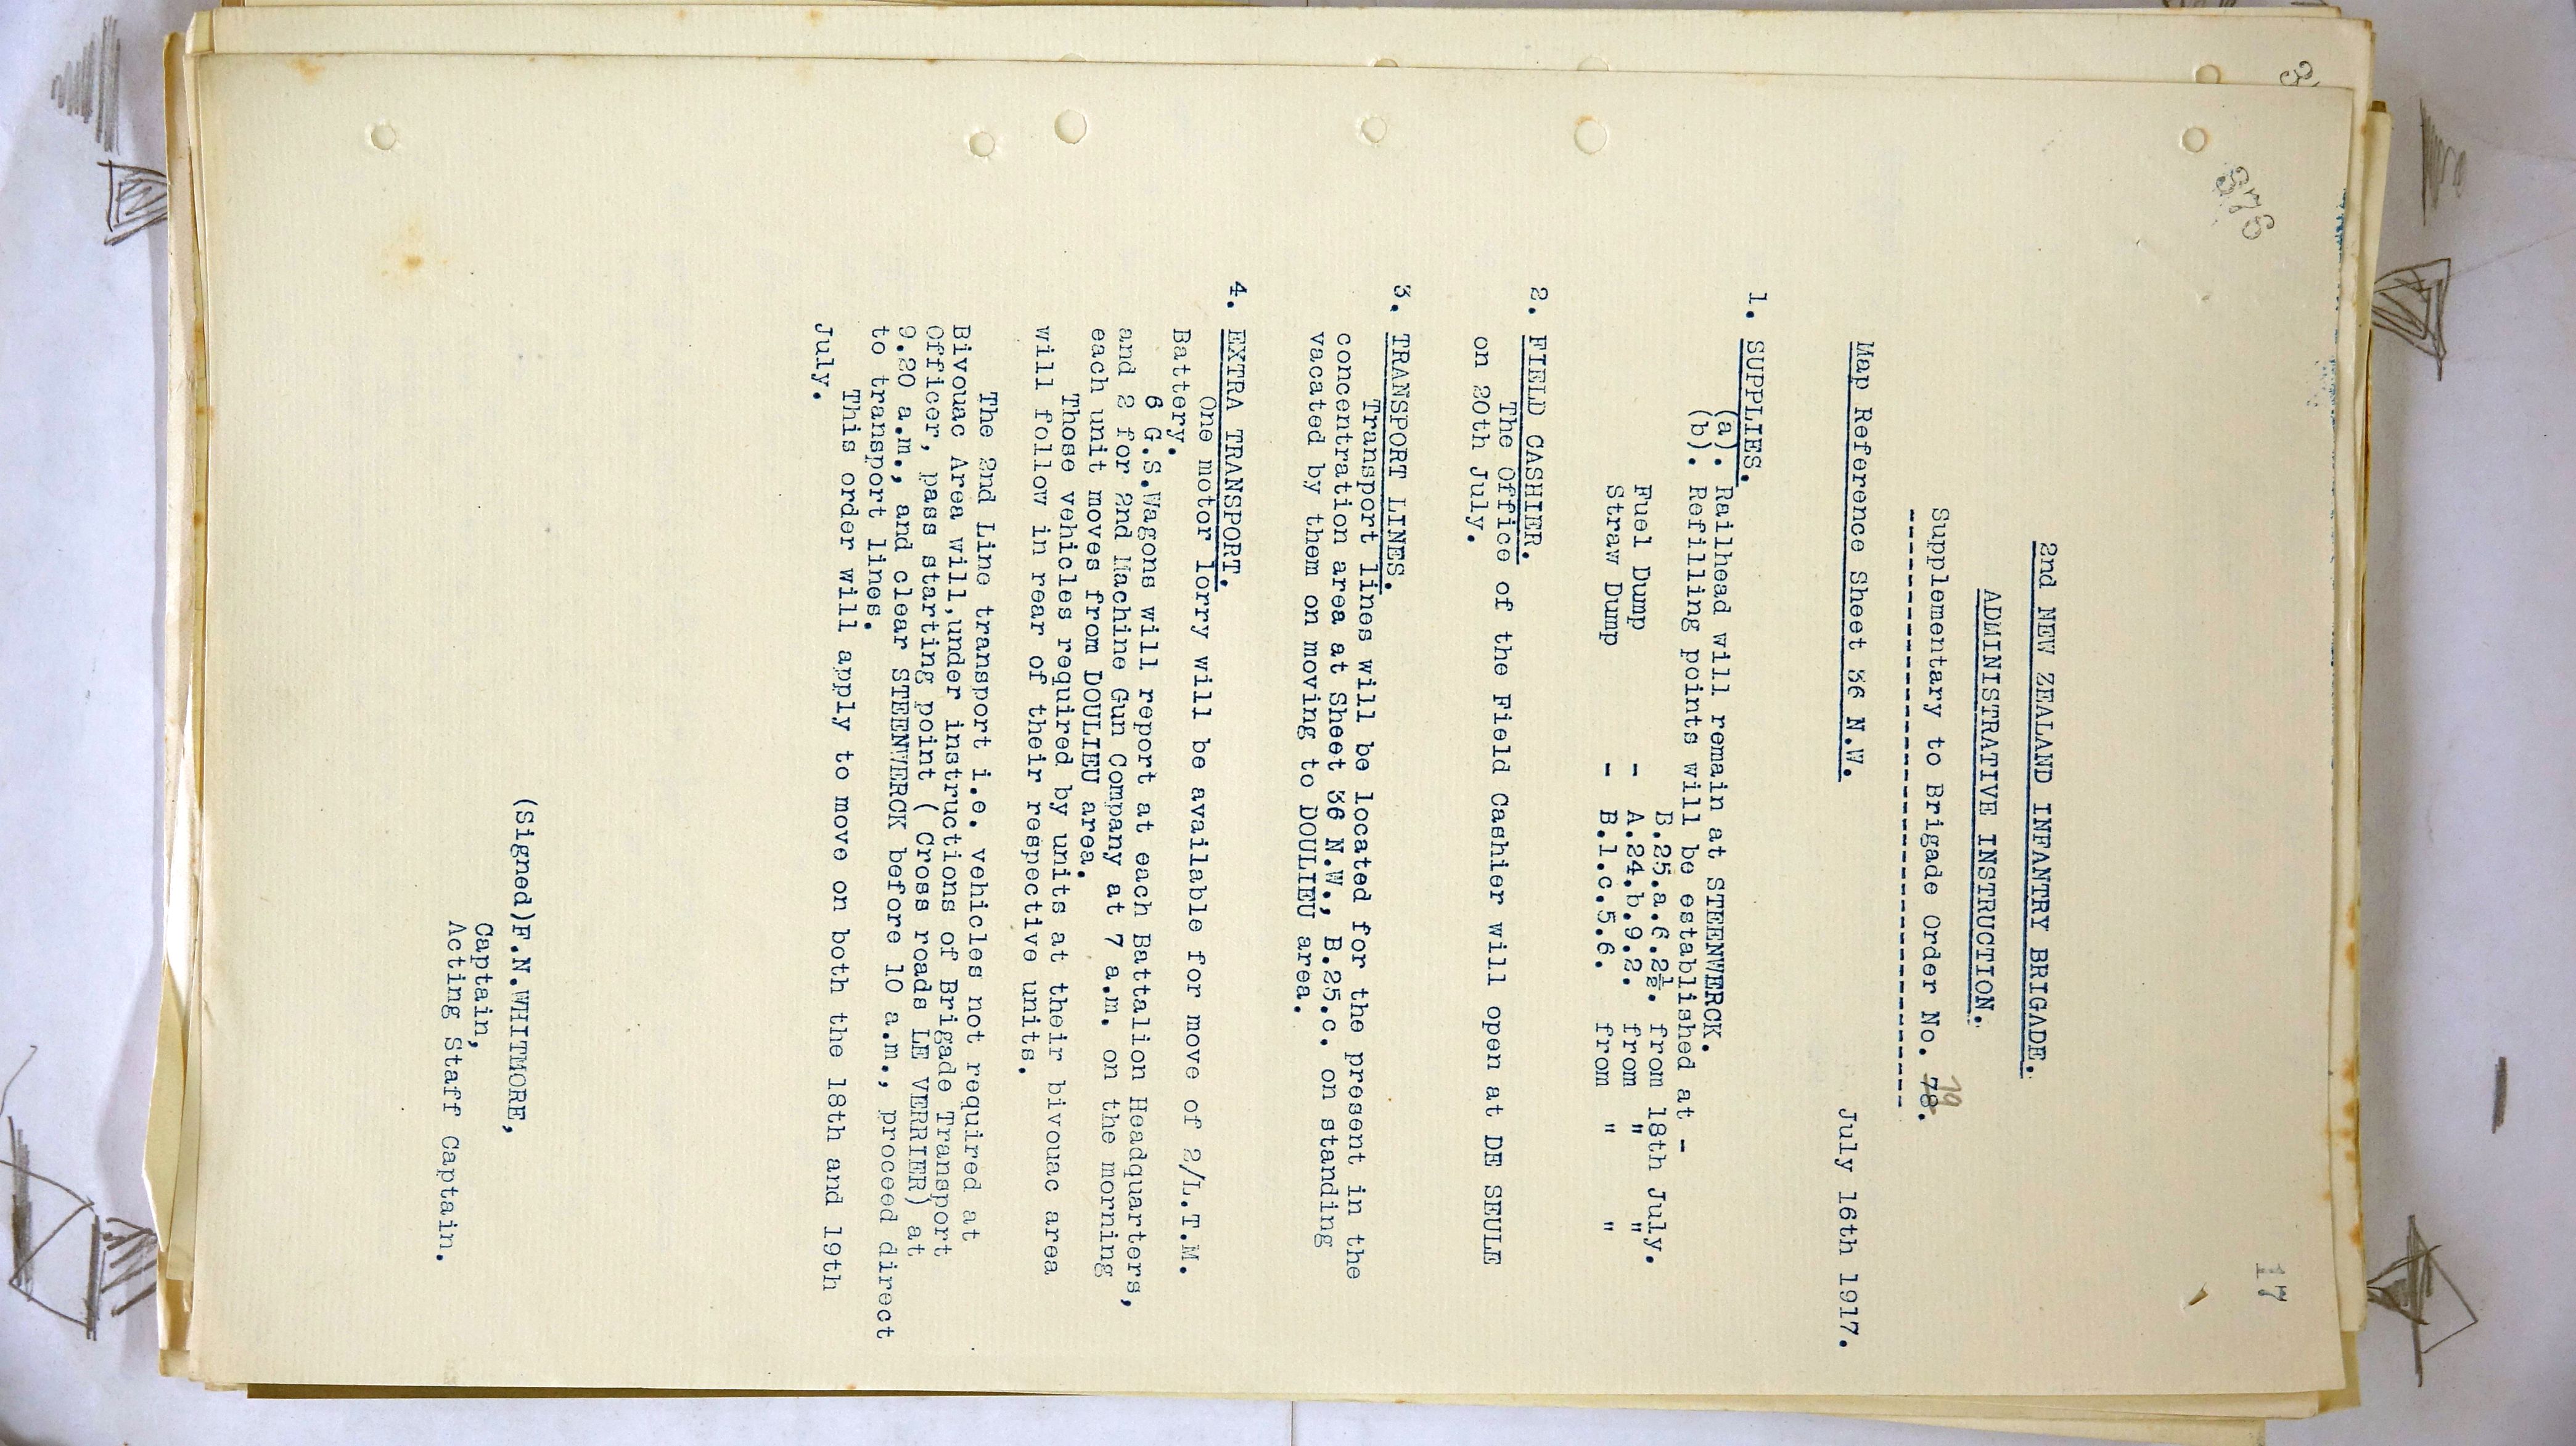 376
17
2nd NEW ZEALAND INFANTRY BRIGADE.
ADMINISTRATIVE INSTRUCTION.
Supplementary to Brigade Order No. 78. 79
Map Reference Sheet 36 N.W.
July 16th 1917.
1. SUPPLIES.
(a). Railhead will remain at STEENWERCK.
(b). Refilling points will be established at -
B.25.a.6.2½. from 18th July.
Fuel Dump - A.24.b.9.2. from " "
Straw Dump - B.1.c.5.6. from " "
2. FIELD CASHIER.
The Office of the Field Cashier will open at DE SEULE
on 20th July.
3. TRANSPORT LINES.
Transport lines will be located for the present in the
concentration area at Sheet 36 N.W., B.25.c. on standing
vacated by them on moving to DOULIEU area.
4. EXTRA TRANSPORT.
One motor lorry will be available for move of 2/L.T.M.
Battery.
6 G.S.Wagons will report at each Battalion Headquarters,
and 2 for 2nd Machine Gun Company at 7 a.m. on the morning
each unit moves from DOULIEU area.
Those vehicles required by units at their bivouac area
will follow in rear of their respective units.
The 2nd Line transport i.e. vehicles not required at
Bivouac Area will,under instructions of Brigade Transport
Officer, pass starting point ( Cross roads LE VERRIER) at
9.20 a.m., and clear STEENWERCK before 10 a.m., proceed direct
to transport lines.
This order will apply to move on both the 18th and 19th
July.
(Signed)F.N.WHITMORE,
Captain,
Acting Staff Captain.